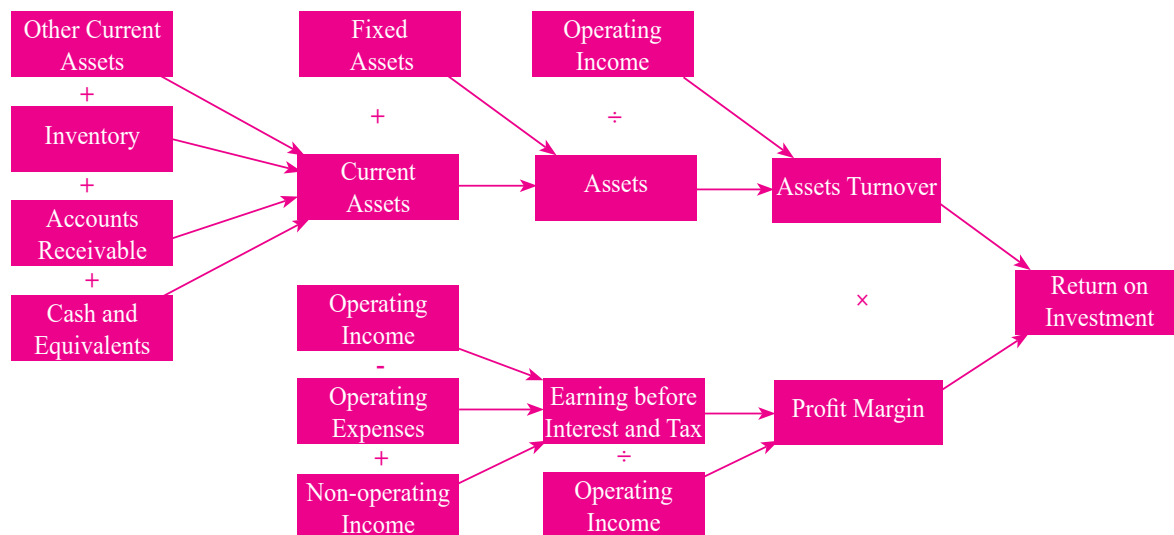 Other Current
Assets
+
Inventory
+
Accounts
Receivable
+
Cash and
Equivalents
Fixed
Assets
+
Current
Assets
Operating
Income
÷
Assets
Assets Turnover
×
Operating
Income
-
Operating
Expenses
+
Non-operating
Income
Earning before
Interest and Tax
÷
Operating
Income
Profit Margin
Return on
Investment